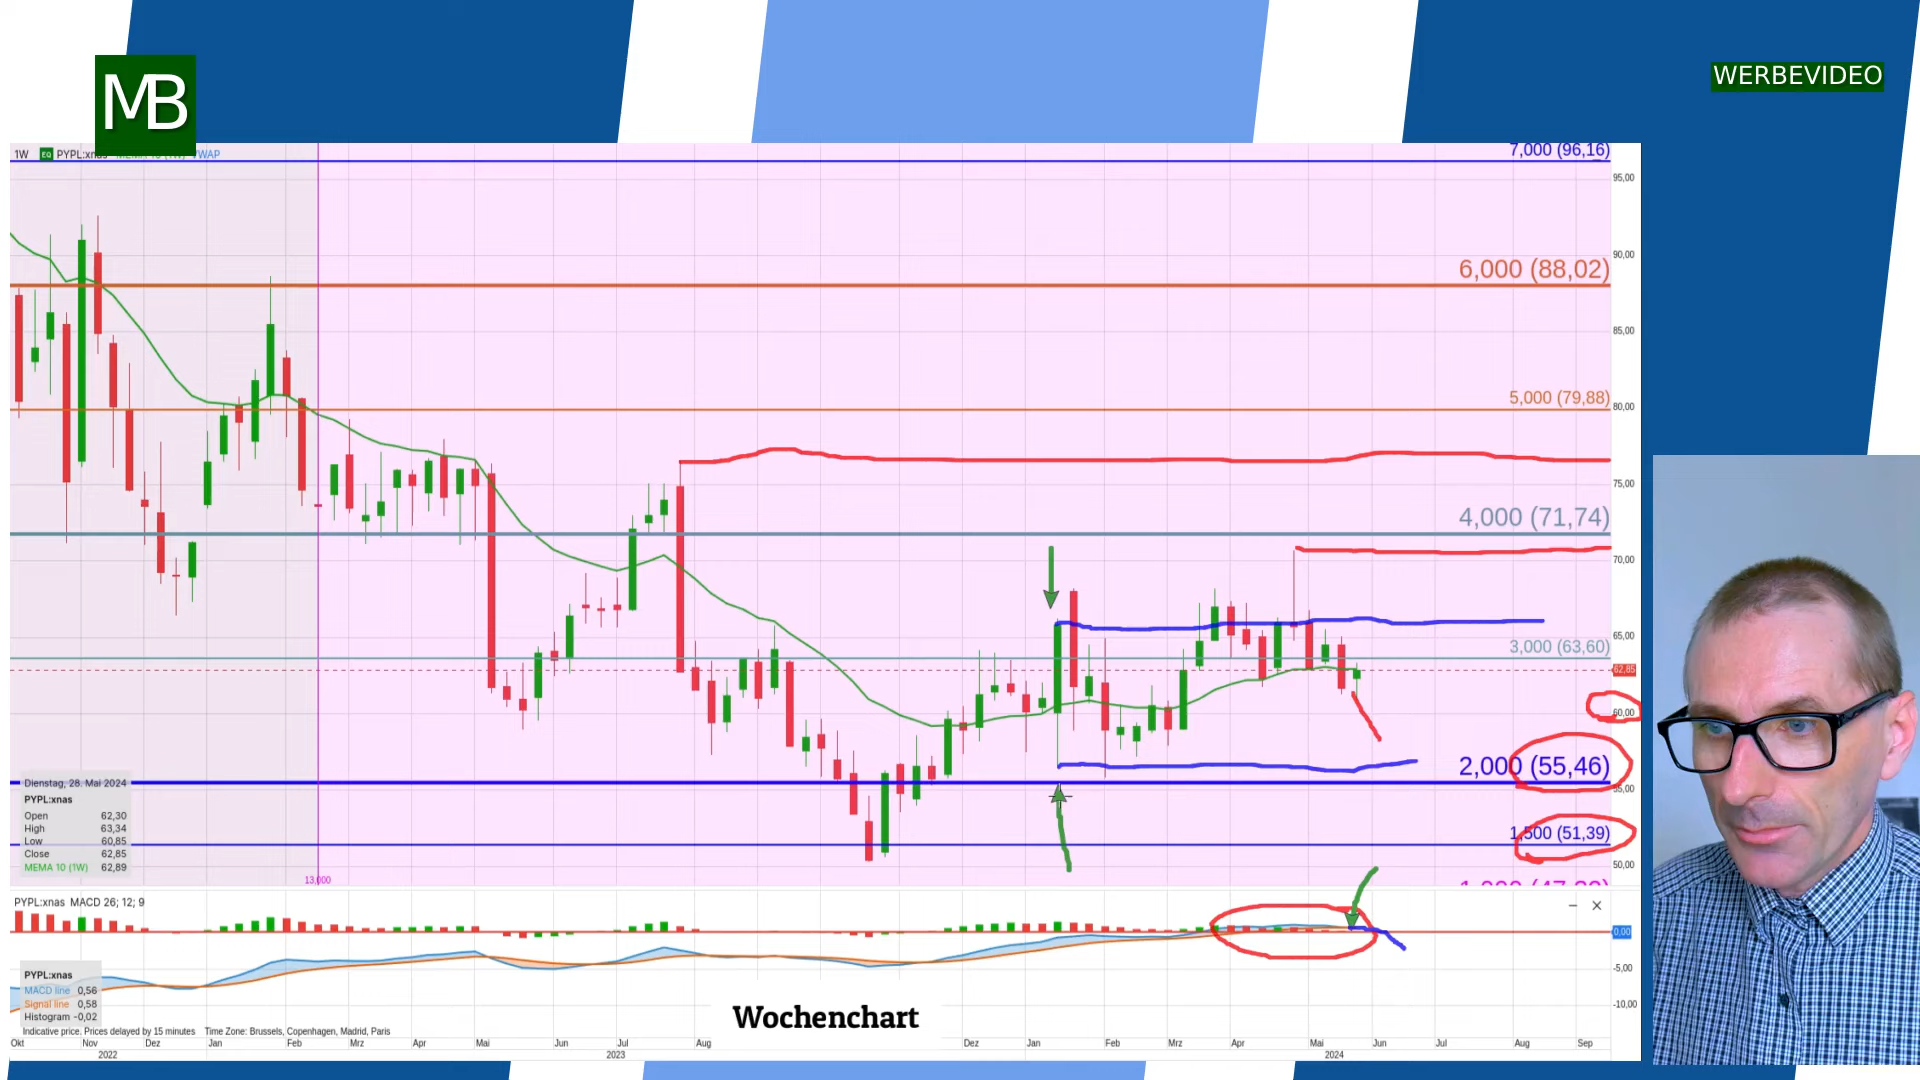 MB
WERBEVIDEO
1W EQ PYPL:xnas MEMA 10 (1W) VWAP
7,000 (96,16)
95,00
90,00
6,000 (88,02)
85,00
5,000 (79,88)
80,00
75,00
4,000 (71,74)
70,00
65,00
3,000 (63,60)
62,85
60,00
2,000 (55,46)
55,00
1,500 (51,39)
50,00
Dienstag, 28. Mai 2024
PYPL:xnas
Open 62,30
High 63,34
Low 60,85
Close 62,85
MEMA 10 (1W) 62,89
13,000
PYPL:xnas MACD 26; 12; 9
0,00
-5,00
-10,00
PYPL:xnas
MACD line 0,56
Signal line 0,58
Histogram -0,02
Wochenchart
Indicative price. Prices delayed by 15 minutes Time Zone: Brussels, Copenhagen, Madrid, Paris
Okt Nov Dez Jan Feb Mrz Apr Mai Jun Jul Aug Dez Jan Feb Mrz Apr Mai Jun Jul Aug Sep
2022 2023 2024